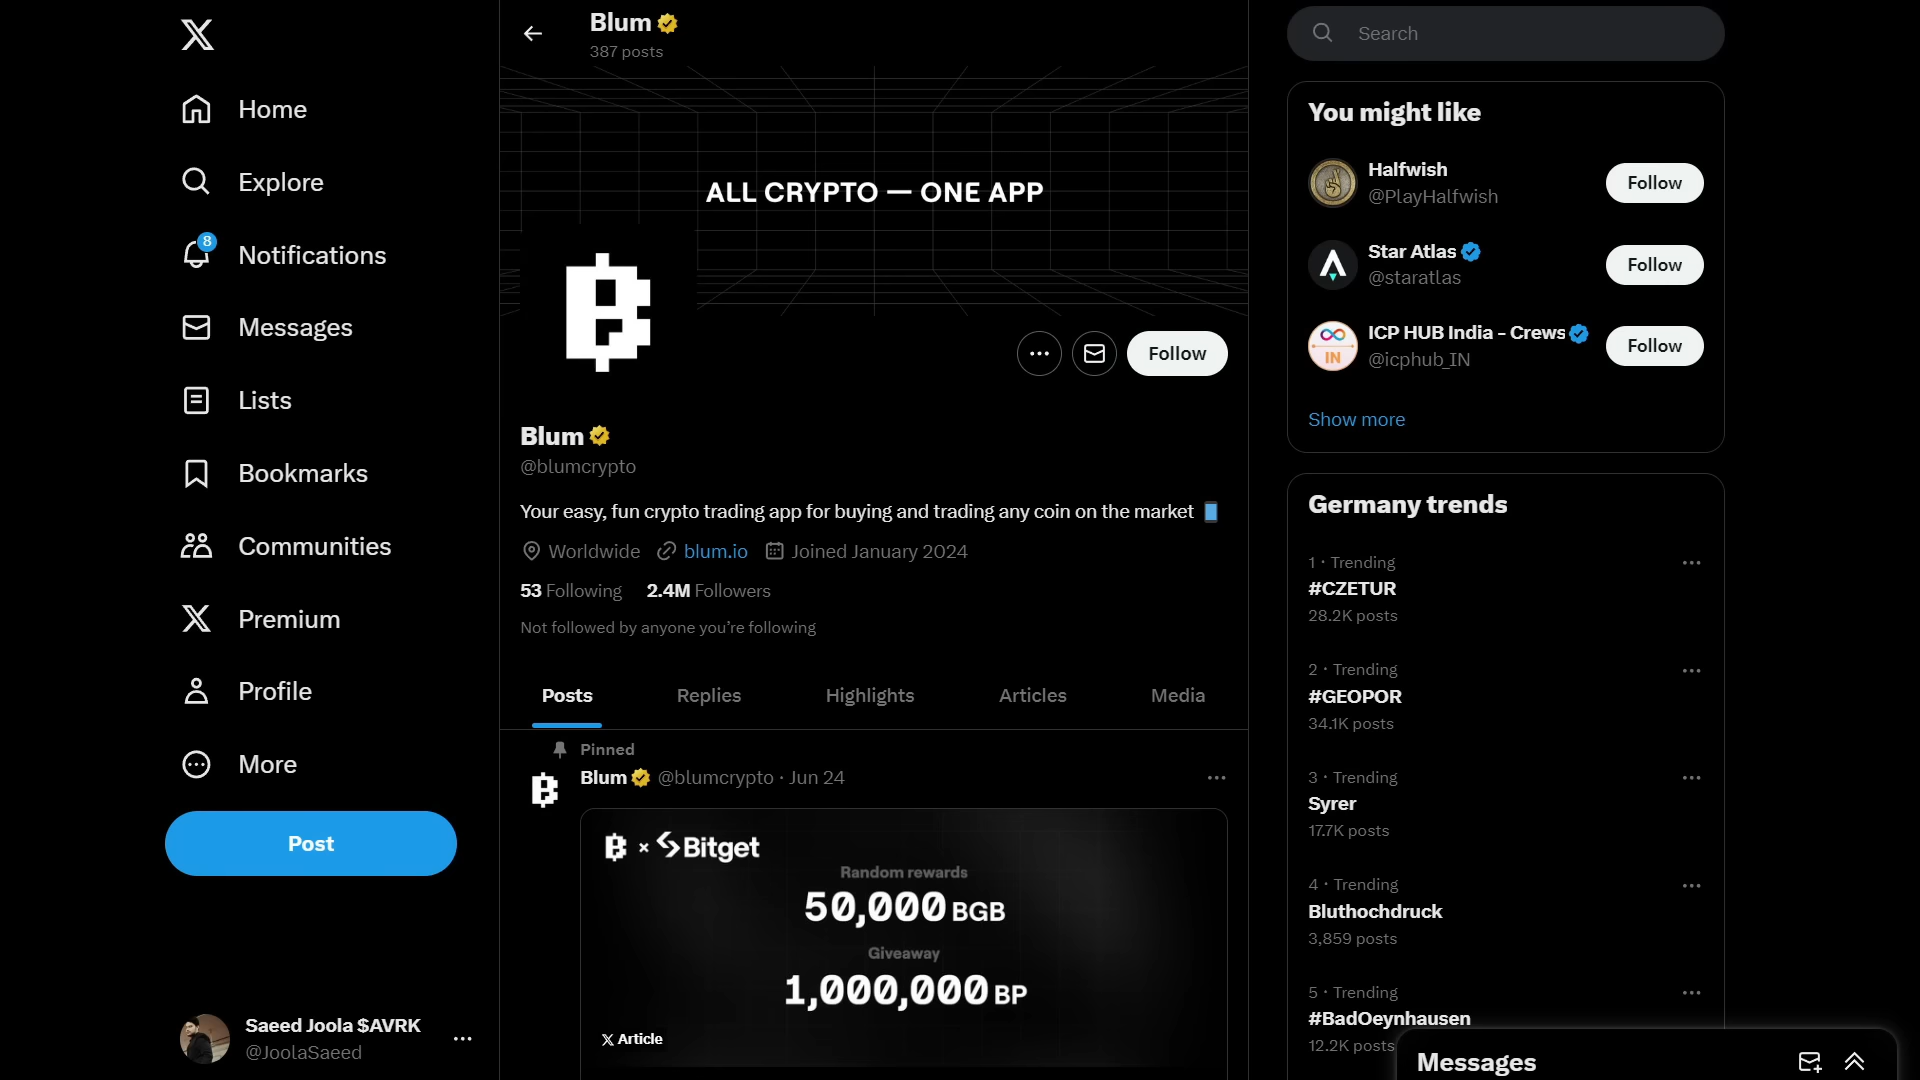 Home
Explore
8
Notifications
Messages
Lists
Bookmarks
Communities
Premium
Profile
More
Post
Saeed Joola $AVRK
@JoolaSaeed
Blum
387 posts
ALL CRYPTO — ONE APP
Follow
Blum
@blumcrypto
Your easy, fun crypto trading app for buying and trading any coin on the market
Worldwide blum.io Joined January 2024
53 Following 2.4M Followers
Not followed by anyone you’re following
Posts Replies Highlights Articles Media
Pinned
Blum @blumcrypto · Jun 24
× Bitget
Random rewards
50,000 BGB
Giveaway
1,000,000 BP
Article
Search
You might like
Halfwish
@PlayHalfwish
Follow
Star Atlas
@staratlas
Follow
IN
ICP HUB India - Crews
@icphub_IN
Follow
Show more
Germany trends
1 · Trending
#CZETUR
28.2K posts
2 · Trending
#GEOPOR
34.1K posts
3 · Trending
Syrer
17.7K posts
4 · Trending
Bluthochdruck
3,859 posts
5 · Trending
#BadOeynhausen
12.2K posts
Messages